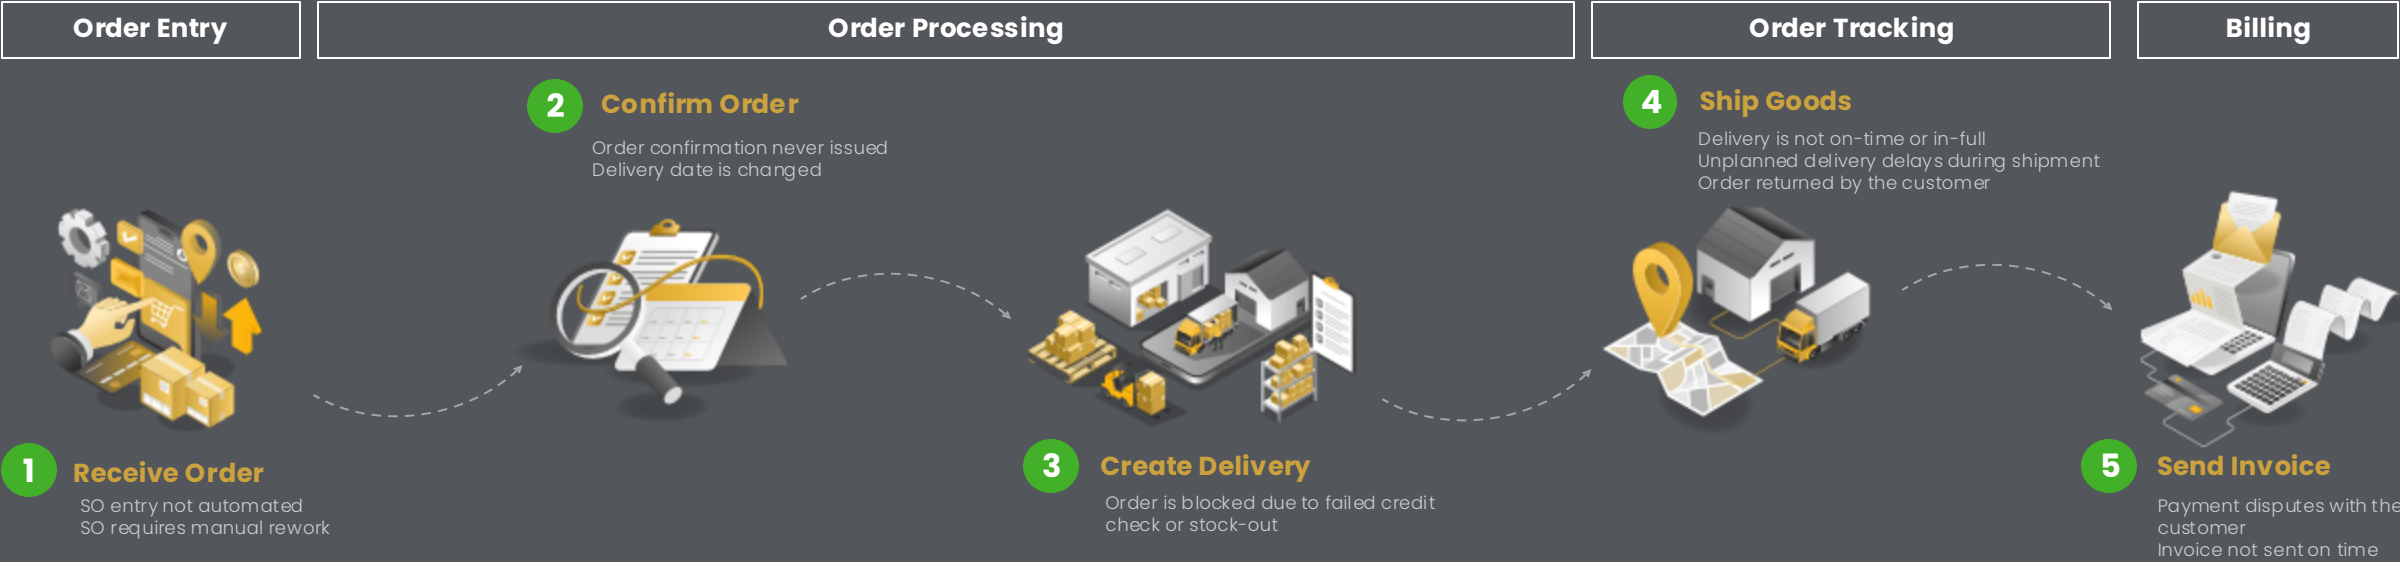 Order Entry
Order Processing
Order Tracking
Billing
1
Receive Order
SO entry not automated
SO requires manual rework
2
Confirm Order
Order confirmation never issued
Delivery date is changed
3
Create Delivery
Order is blocked due to failed credit
check or stock-out
4
Ship Goods
Delivery is not on-time or in-full
Unplanned delivery delays during shipment
Order returned by the customer
5
Send Invoice
Payment disputes with the
customer
Invoice not sent on time